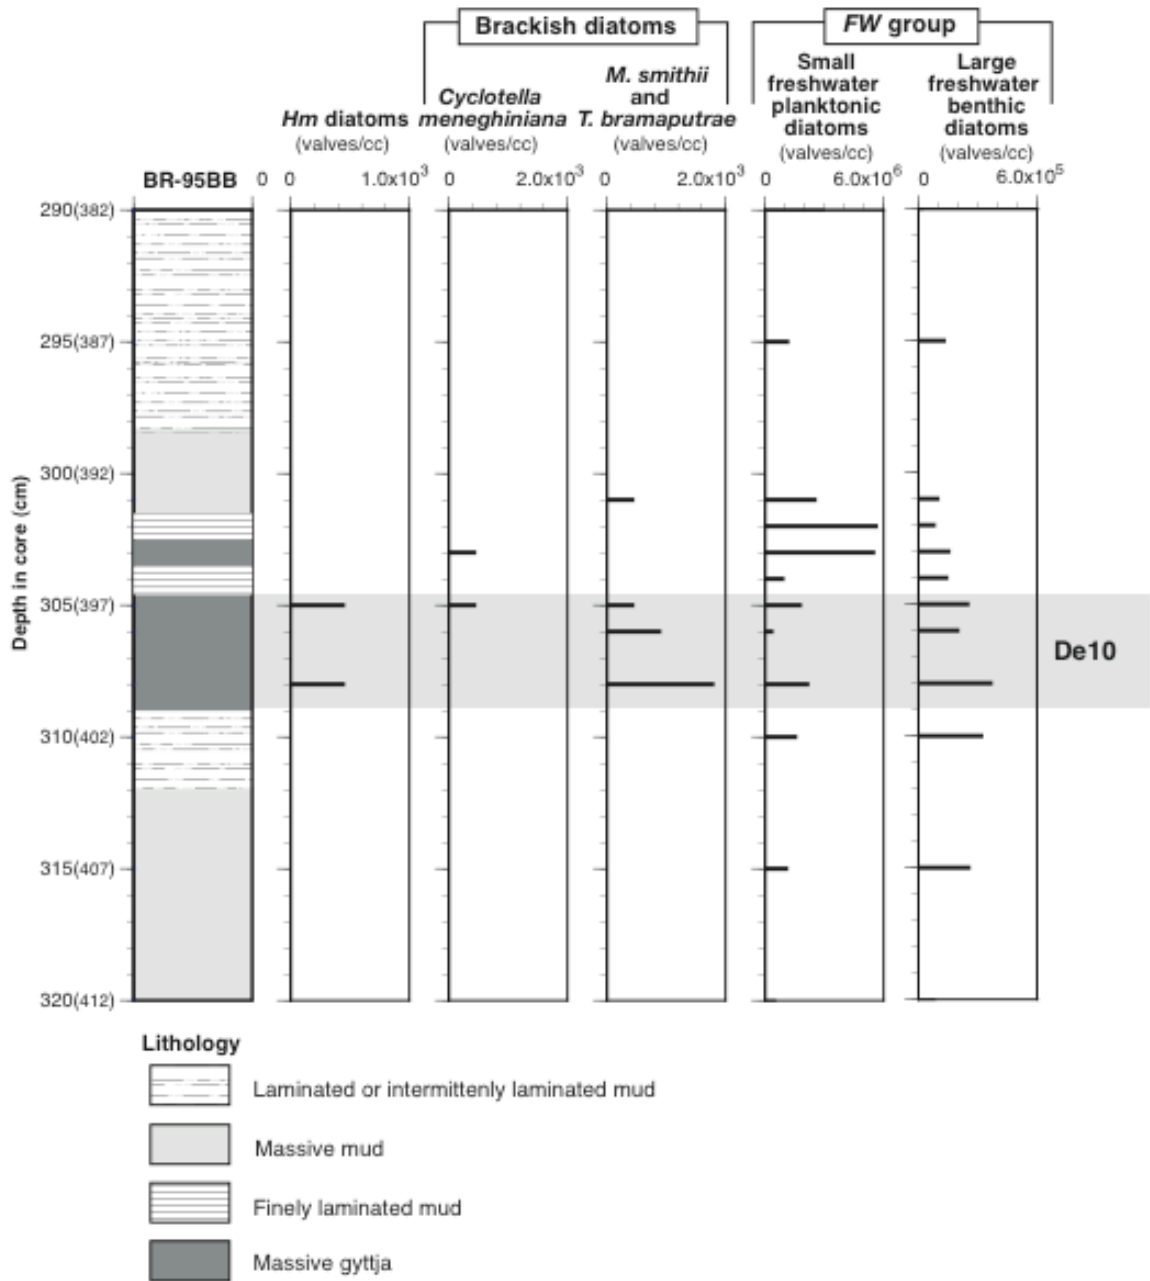 Brackish diatoms
FW group
Hm diatoms
(valves/cc)
Cyclotella
meneghiniana
(valves/cc)
M. smithii
and
T. bramaputrae
(valves/cc)
Small
freshwater
planktonic
diatoms
(valves/cc)
Large
freshwater
benthic
diatoms
(valves/cc)
BR-95BB
0
0 1.0x10³
0 2.0x10³
0 2.0x10³
0 6.0x10⁶
0 6.0x10⁵
Depth in core (cm)
290(382)
295(387)
300(392)
305(397)
310(402)
315(407)
320(412)
De10
Lithology
Laminated or intermittenly laminated mud
Massive mud
Finely laminated mud
Massive gyttja